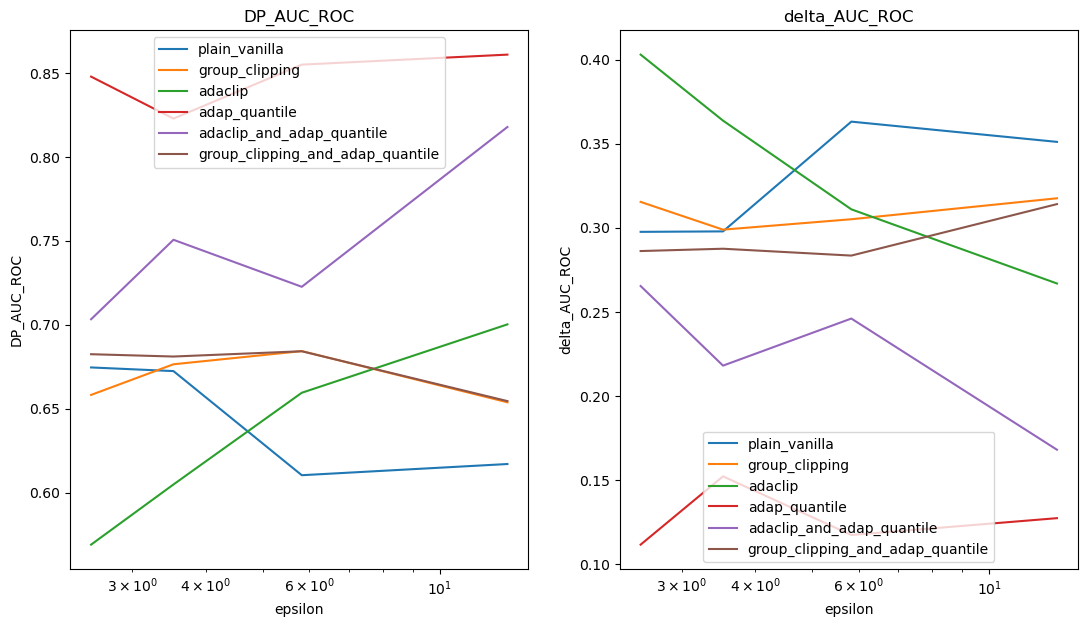 DP_AUC_ROC
DP_AUC_ROC
0.85
0.80
0.75
0.70
0.65
0.60
plain_vanilla
group_clipping
adaclip
adap_quantile
adaclip_and_adap_quantile
group_clipping_and_adap_quantile
3 × 10⁰
4 × 10⁰
6 × 10⁰
10¹
epsilon
delta_AUC_ROC
delta_AUC_ROC
0.40
0.35
0.30
0.25
0.20
0.15
0.10
plain_vanilla
group_clipping
adaclip
adap_quantile
adaclip_and_adap_quantile
group_clipping_and_adap_quantile
3 × 10⁰
4 × 10⁰
6 × 10⁰
10¹
epsilon